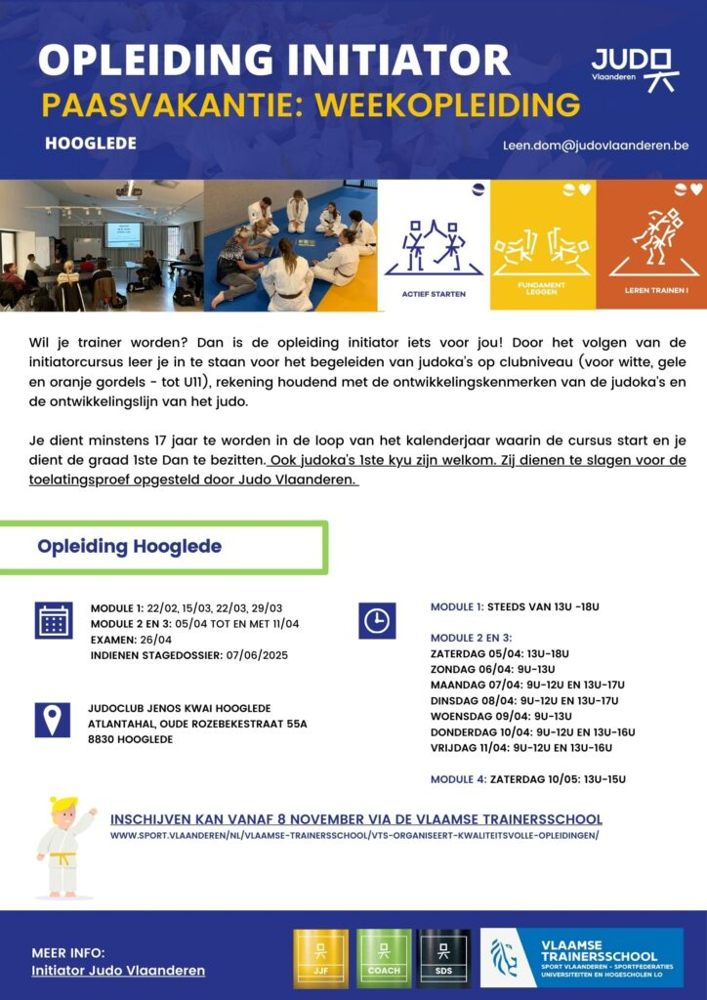 OPLEIDING INITIATOR
PAASVAKANTIE: WEEKOPLEIDING
HOOGLEDE
JUDO
Vlaanderen
Leen.dom@judovlaanderen.be
ACTIEF STARTEN
FUNDAMENT
LEGGEN
LEREN TRAINEN I
Wil je trainer worden? Dan is de opleiding initiator iets voor jou! Door het volgen van de
initiatorcursus leer je in te staan voor het begeleiden van judoka's op clubniveau (voor witte, gele
en oranje gordels - tot U11), rekening houdend met de ontwikkelingskenmerken van de judoka's en
de ontwikkelingslijn van het judo.
Je dient minstens 17 jaar te worden in de loop van het kalenderjaar waarin de cursus start en je
dient de graad 1ste Dan te bezitten. Ook judoka's 1ste kyu zijn welkom. Zij dienen te slagen voor de
toelatingsproef opgesteld door Judo Vlaanderen.
Opleiding Hooglede
MODULE 1: 22/02, 15/03, 22/03, 29/03
MODULE 2 EN 3: 05/04 TOT EN MET 11/04
EXAMEN: 26/04
INDIENEN STAGEDOSSIER: 07/06/2025
JUDOCLUB JENOS KWAI HOOGLEDE
ATLANTAHAL, OUDE ROZEBEKESTRAAT 55A
8830 HOOGLEDE
MODULE 1: STEEDS VAN 13U -18U
MODULE 2 EN 3:
ZATERDAG 05/04: 13U-18U
ZONDAG 06/04: 9U-13U
MAANDAG 07/04: 9U-12U EN 13U-17U
DINSDAG 08/04: 9U-12U EN 13U-17U
WOENSDAG 09/04: 9U-13U
DONDERDAG 10/04: 9U-12U EN 13U-16U
VRIJDAG 11/04: 9U-12U EN 13U-16U
MODULE 4: ZATERDAG 10/05: 13U-15U
INSCHIJVEN KAN VANAF 8 NOVEMBER VIA DE VLAAMSE TRAINERSSCHOOL
WWW.SPORT.VLAANDEREN/NL/VLAAMSE-TRAINERSSCHOOL/VTS-ORGANISEERT-KWALITEITSVOLLE-OPLEIDINGEN/
MEER INFO:
Initiator Judo Vlaanderen
JJF
COACH
SDS
VLAAMSE
TRAINERSSCHOOL
SPORT VLAANDEREN - SPORTFEDERATIES
UNIVERSITEITEN EN HOGESCHOLEN LO